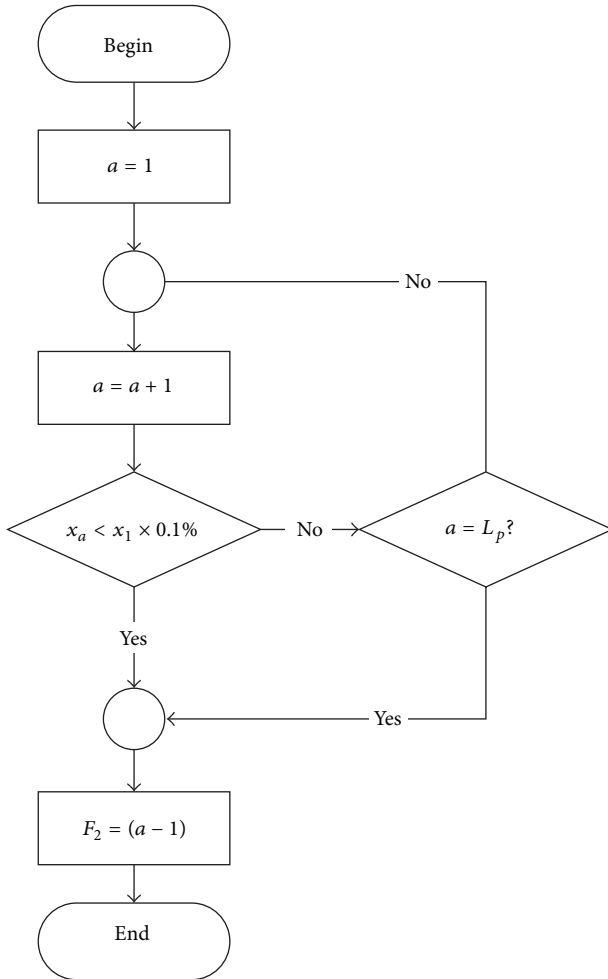 Begin
a = 1
No
a = a + 1
x_a < x_1 × 0.1%
No
a = L_p?
Yes
Yes
F_2 = (a − 1)
End